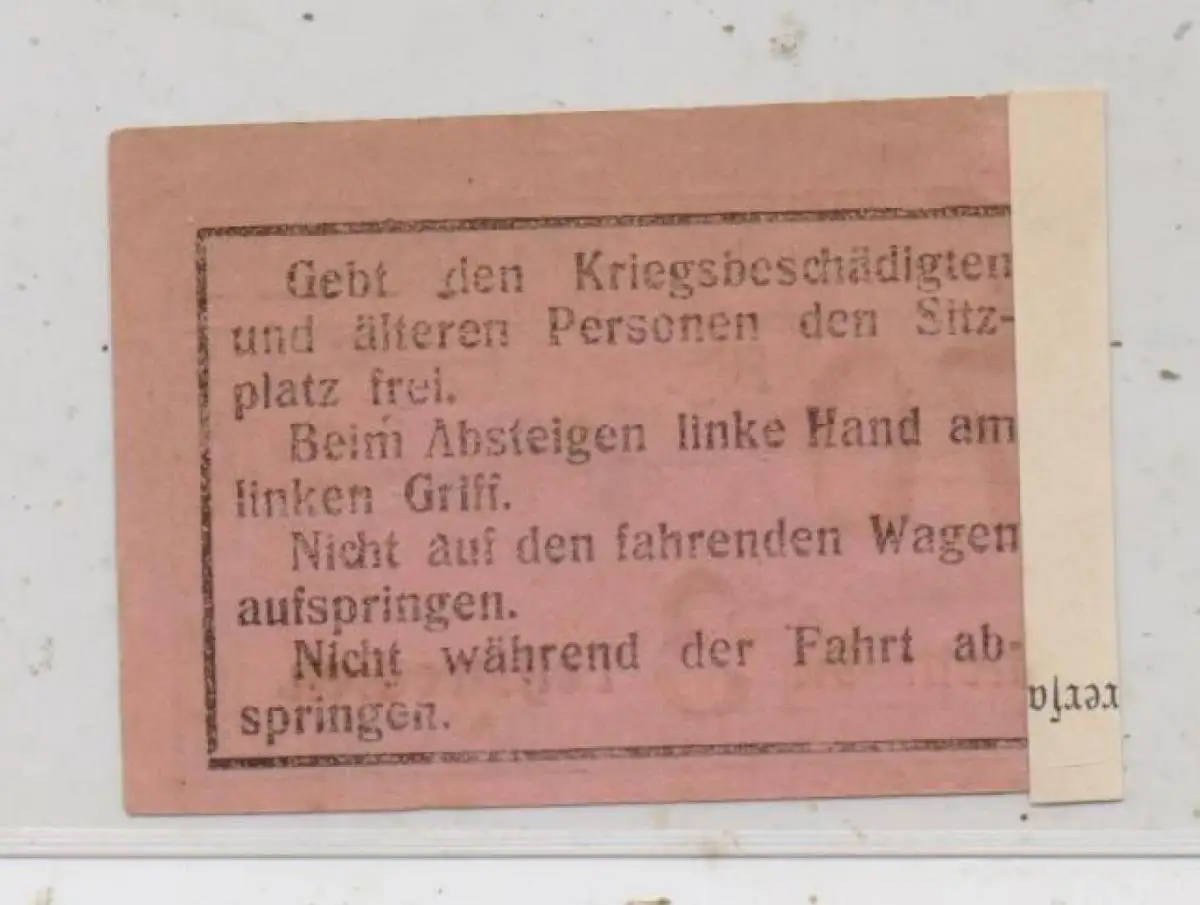 Gebt den Kriegsbeschädigten
und älteren Personen den Sitz-
platz frei.
Beim Absteigen linke Hand am
linken Griff.
Nicht auf den fahrenden Wagen
aufspringen.
Nicht während der Fahrt ab-
springen.